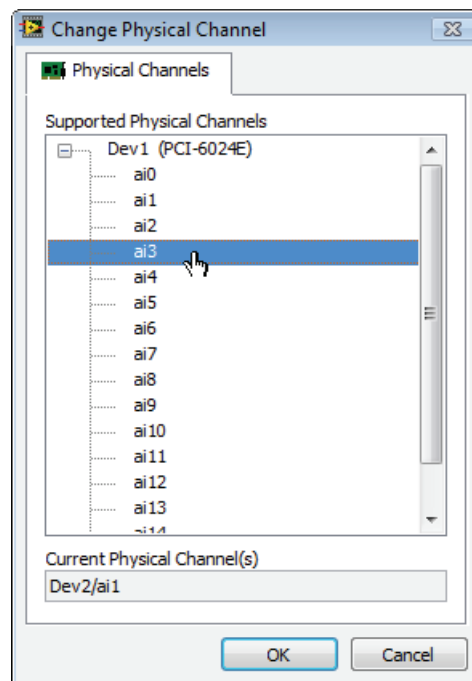 Change Physical Channel
Physical Channels
Supported Physical Channels
Dev1 (PCI-6024E)
ai0
ai1
ai2
ai3
ai4
ai5
ai6
ai7
ai8
ai9
ai10
ai11
ai12
ai13
ai14
Current Physical Channel(s)
Dev2/ai1
OK Cancel